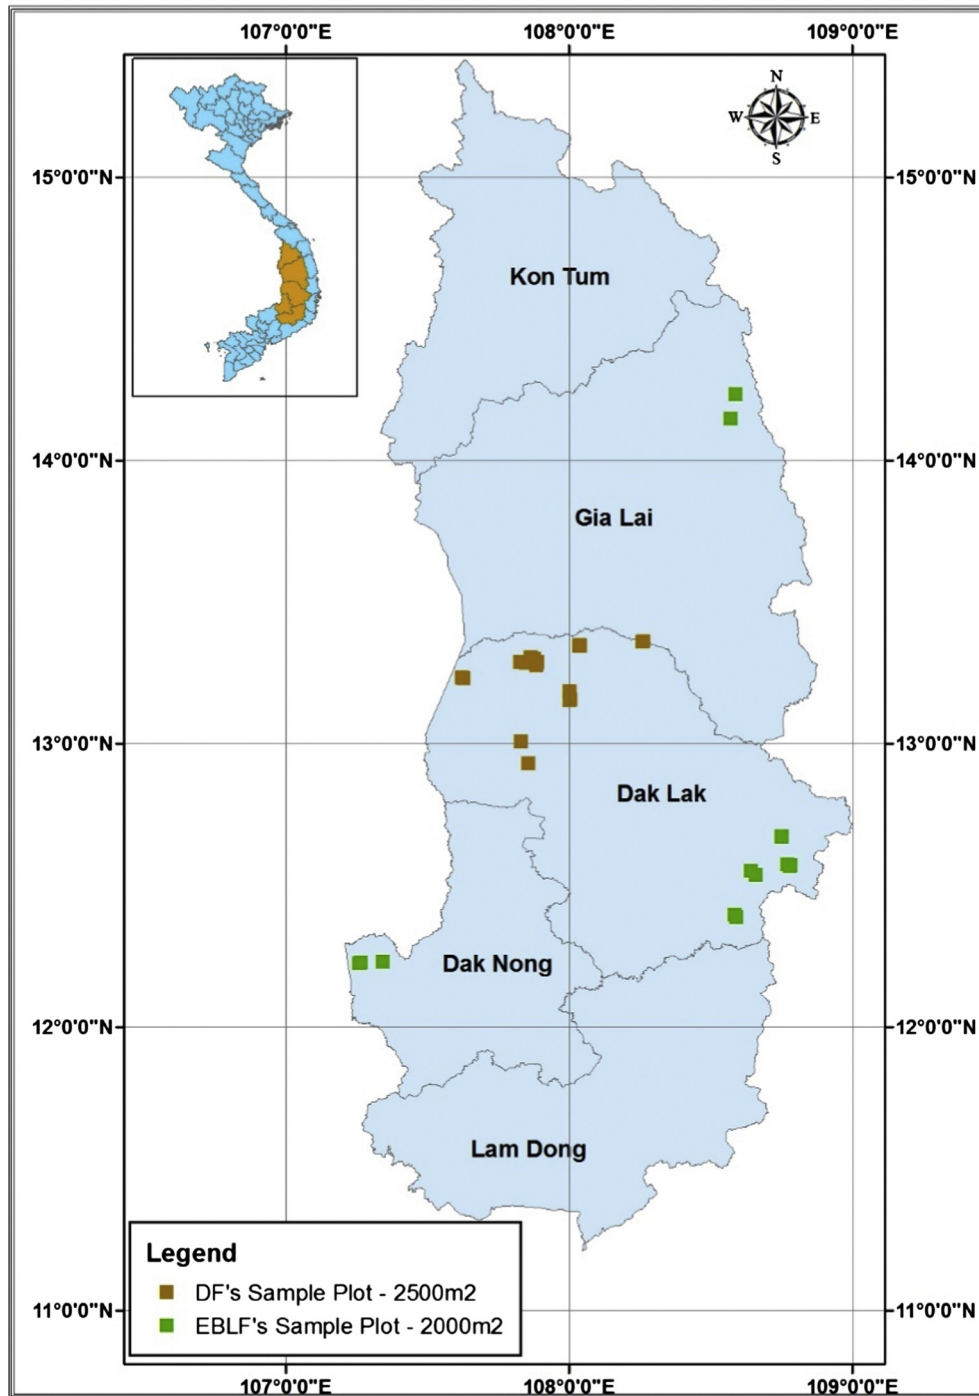 107°0'0"E 108°0'0"E 109°0'0"E
N
W E
S
15°0'0"N 15°0'0"N
Kon Tum
14°0'0"N 14°0'0"N
Gia Lai
13°0'0"N 13°0'0"N
Dak Lak
Dak Nong
12°0'0"N 12°0'0"N
Lam Dong
Legend
DF's Sample Plot - 2500m2
11°0'0"N 11°0'0"N
EBLF's Sample Plot - 2000m2
107°0'0"E 108°0'0"E 109°0'0"E